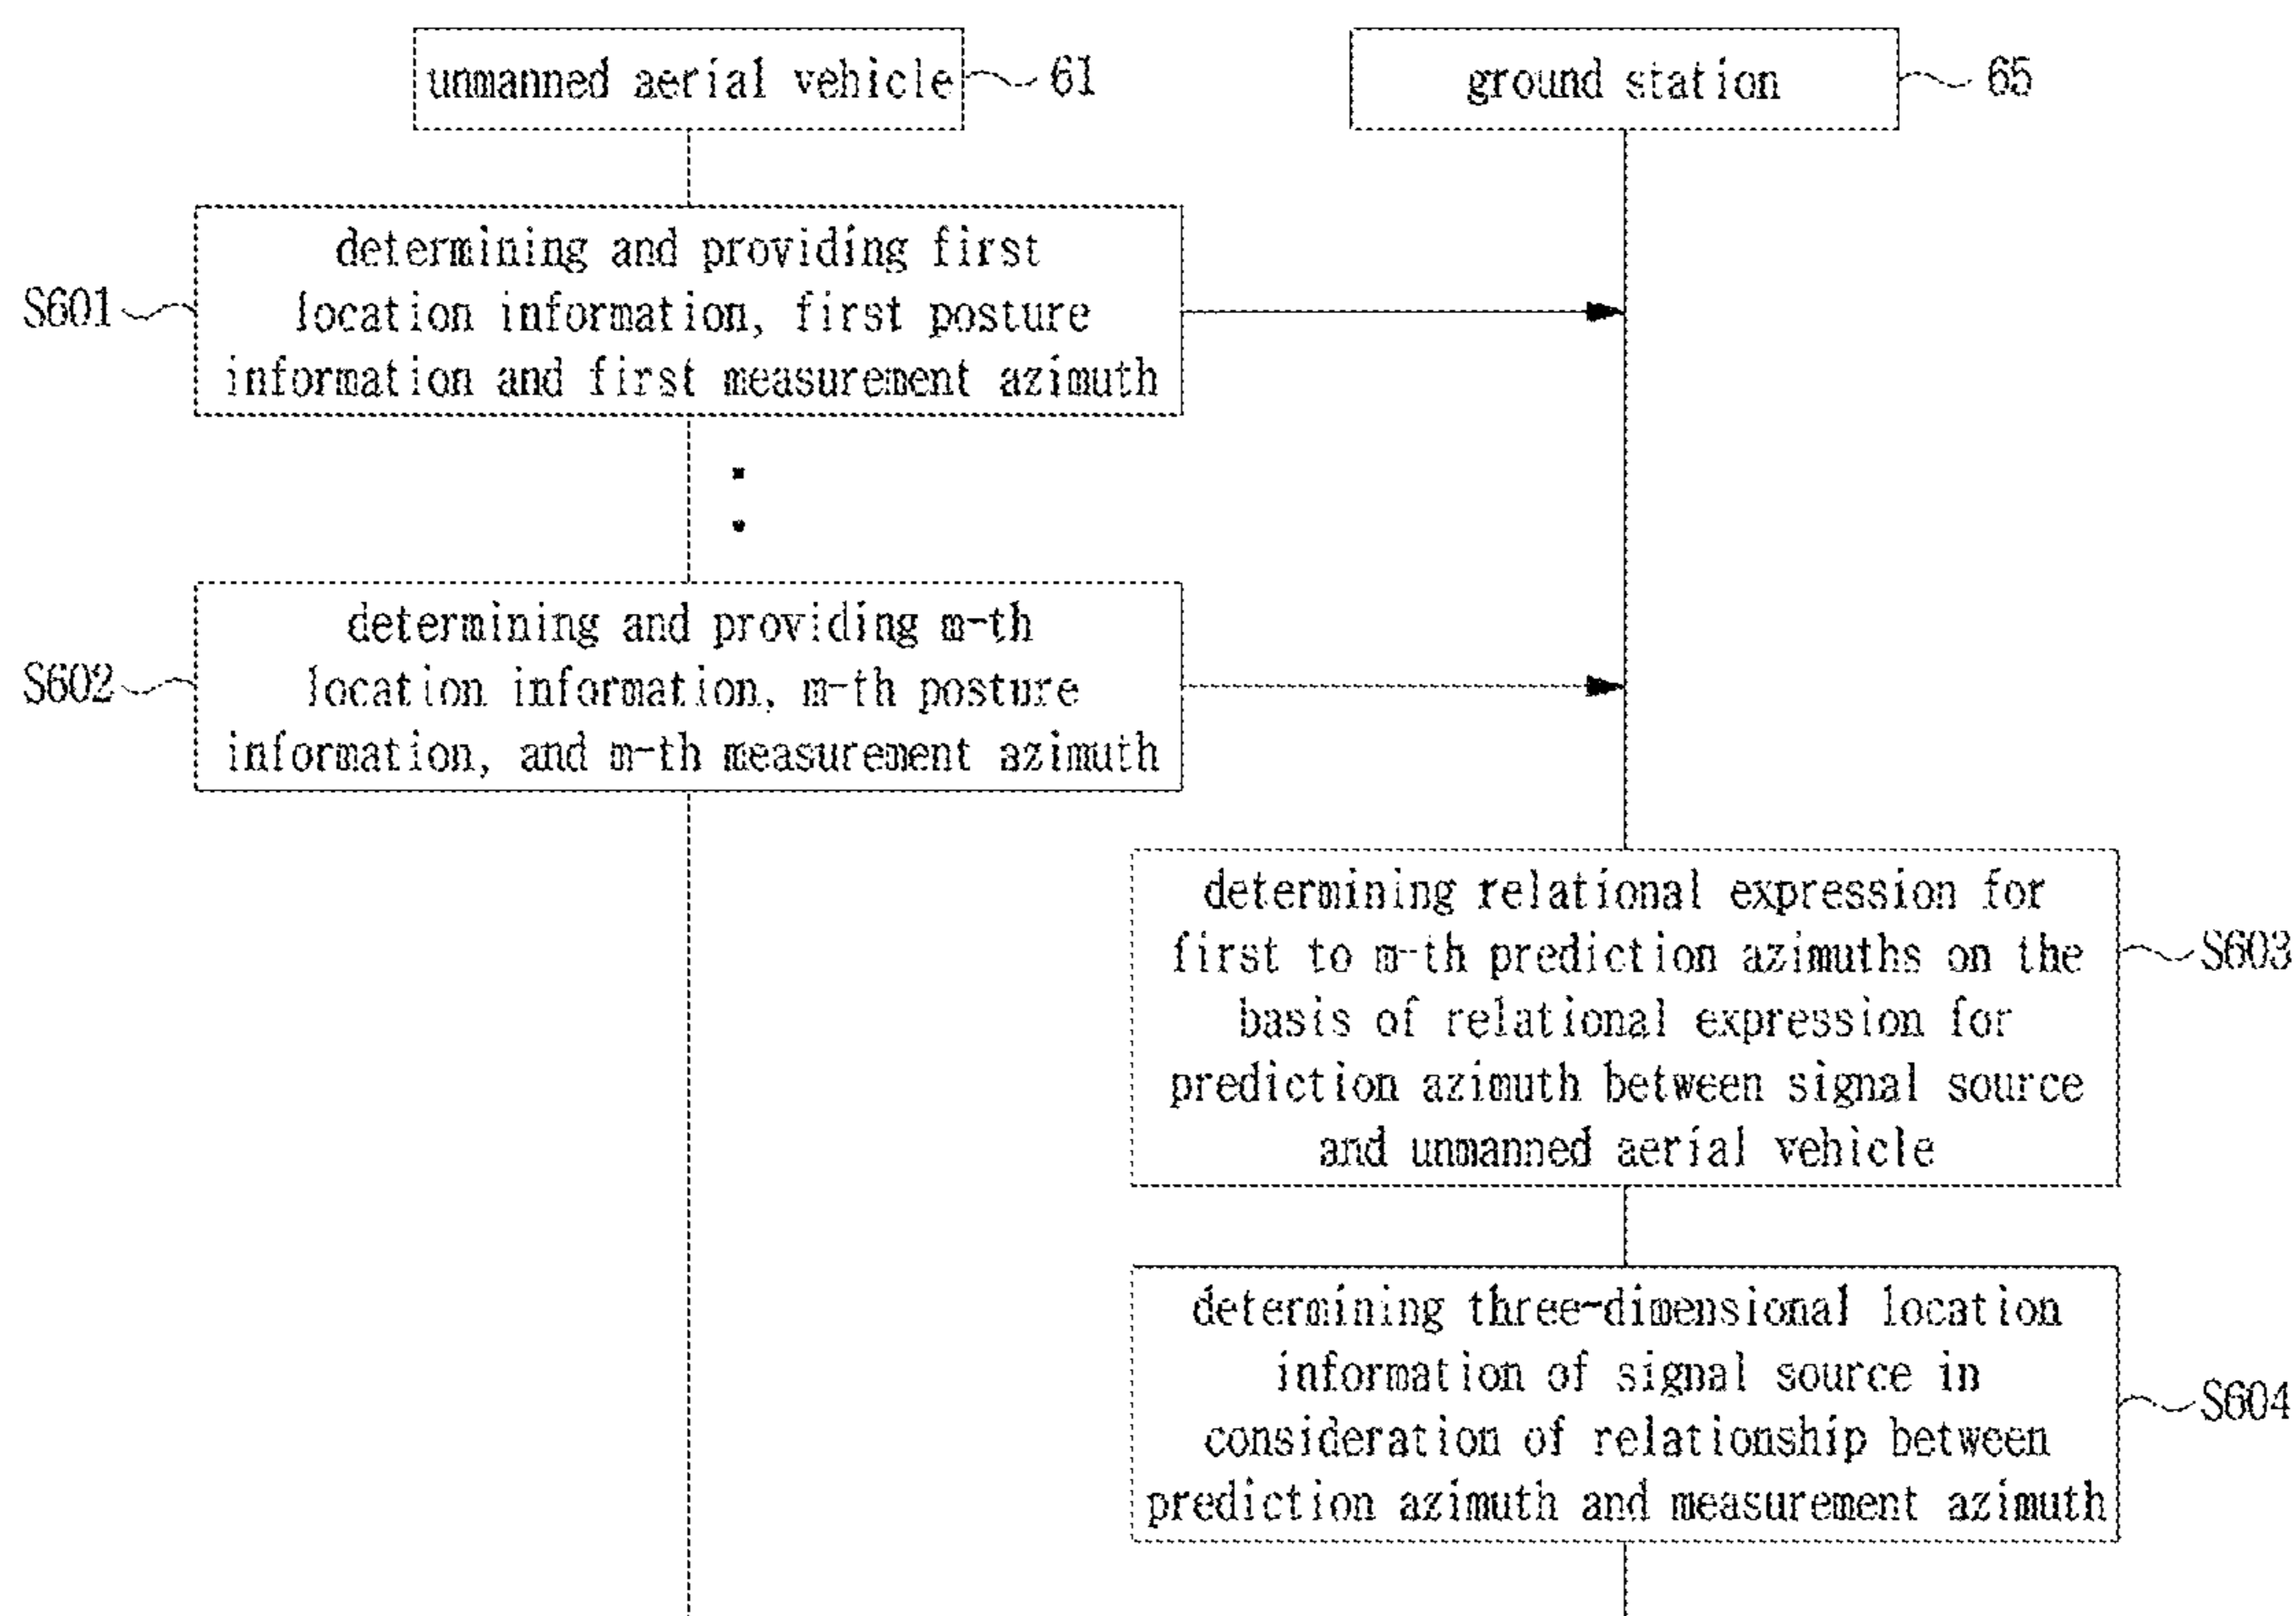 unmanned aerial vehicle 61
ground station 65
S601
determining and providing first
location information, first posture
information and first measurement azimuth
S602
determining and providing m-th
location information, m-th posture
information, and m-th measurement azimuth
determining relational expression for
first to m-th prediction azimuths on the
basis of relational expression for
prediction azimuth between signal source
and unmanned aerial vehicle
S603
determining three-dimensional location
information of signal source in
consideration of relationship between
prediction azimuth and measurement azimuth
S604